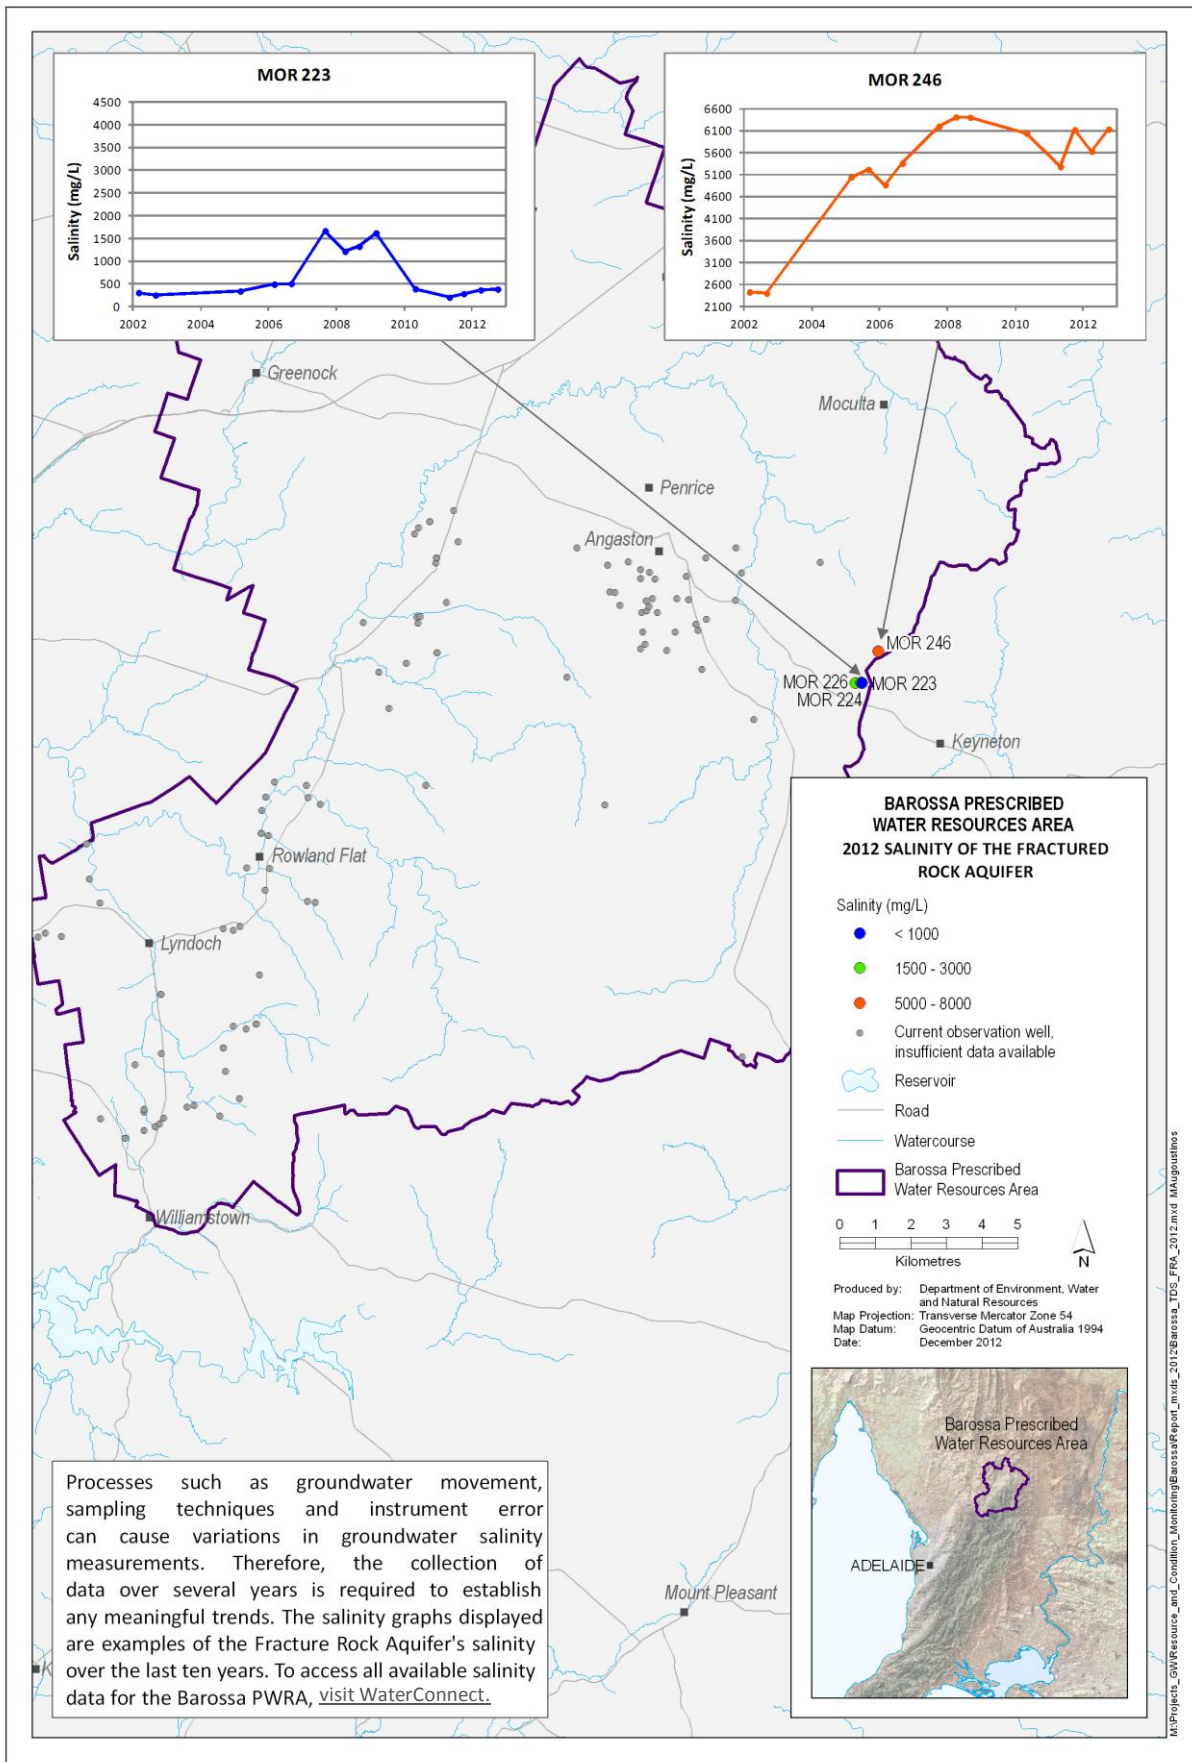 MOR 223
4500
4000
3500
3000
2500
2000
1500
1000
500
0
Salinity (mg/L)
2002 2004 2006 2008 2010 2012
MOR 246
6600
6100
5600
5100
4600
4100
3600
3100
2600
2100
Salinity (mg/L)
2002 2004 2006 2008 2010 2012
Greenock
Moculta
Penrice
Angaston
MOR 246
MOR 226
MOR 223
MOR 224
Keyneton
Rowland Flat
Lyndoch
Williamstown
Mount Pleasant
K
BAROSSA PRESCRIBED
WATER RESOURCES AREA
2012 SALINITY OF THE FRACTURED
ROCK AQUIFER
Salinity (mg/L)
< 1000
1500 - 3000
5000 - 8000
Current observation well,
insufficient data available
Reservoir
Road
Watercourse
Barossa Prescribed
Water Resources Area
0 1 2 3 4 5
Kilometres
N
Produced by: Department of Environment, Water
and Natural Resources
Map Projection: Transverse Mercator Zone 54
Map Datum: Geocentric Datum of Australia 1994
Date: December 2012
Barossa Prescribed
Water Resources Area
ADELAIDE
Processes such as groundwater movement,
sampling techniques and instrument error
can cause variations in groundwater salinity
measurements. Therefore, the collection of
data over several years is required to establish
any meaningful trends. The salinity graphs displayed
are examples of the Fracture Rock Aquifer's salinity
over the last ten years. To access all available salinity
data for the Barossa PWRA, visit WaterConnect.
M:\Projects_GW\Resource_and_Condition_Monitoring\Barossa\Report_mxds_2012\Barossa_TDS_FRA_2012.mxd MAugoustinos